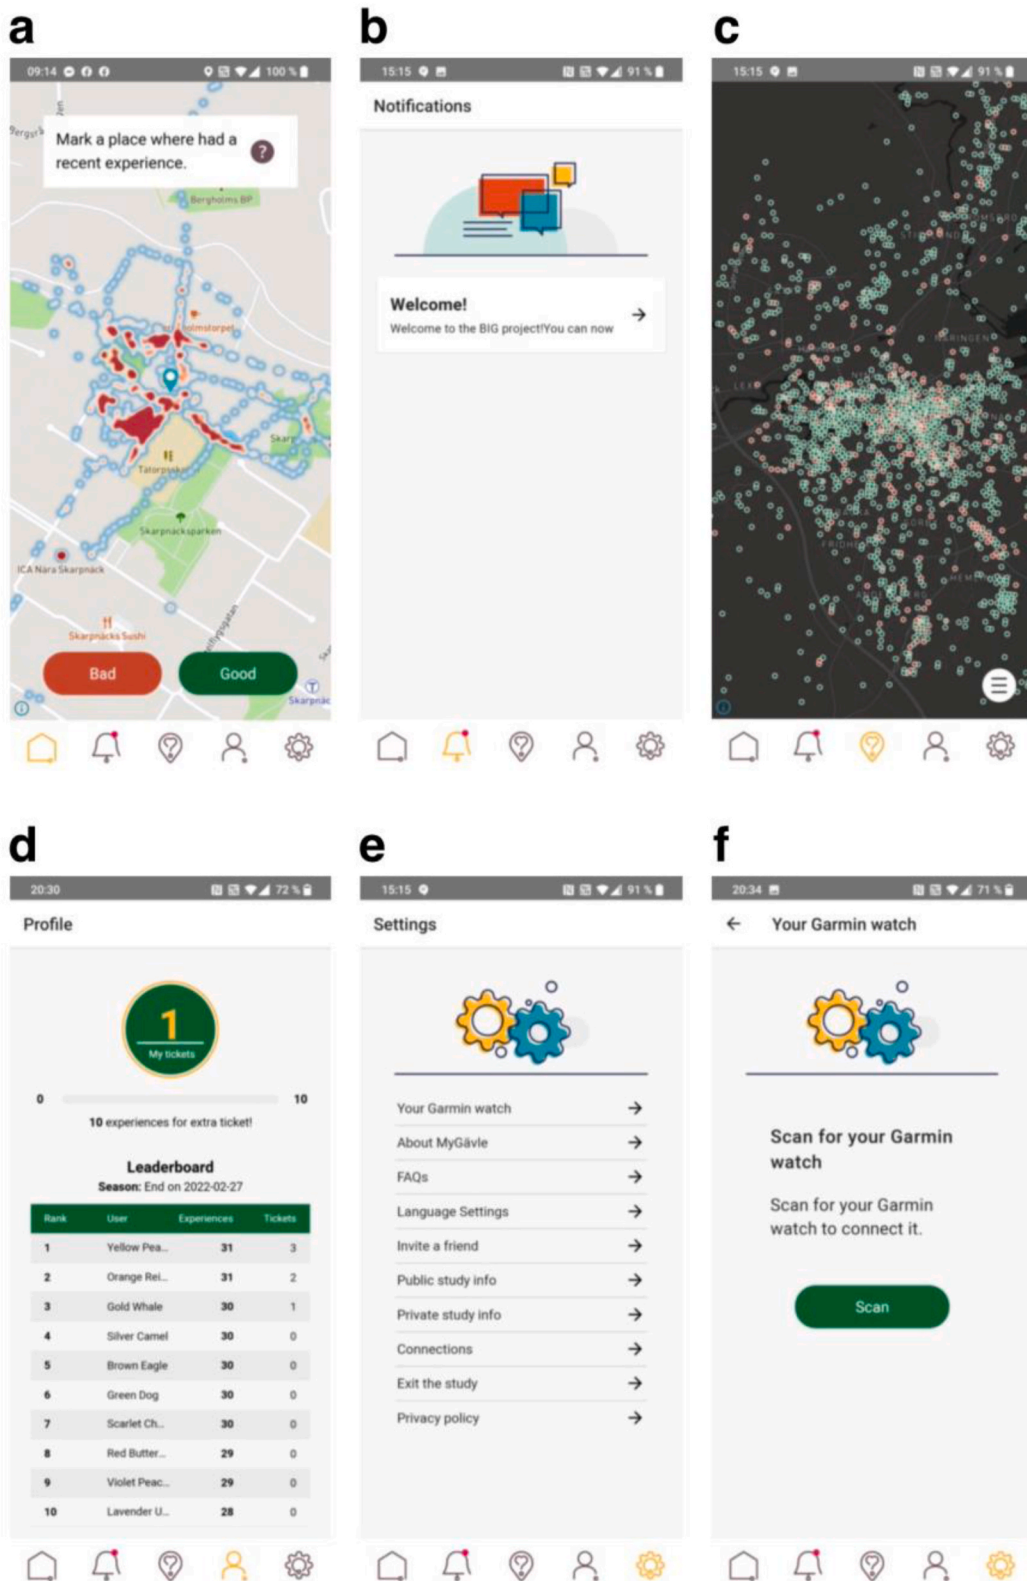 a
09:14
100 %
Mark a place where had a
recent experience.
?
Bergholms BP
Tätorpsskolan
Skarpnäcksparken
ICA Nära Skarpnäck
Skarpnäcks Sushi
Bad
Good
b
15:15
91 %
Notifications
Welcome!
Welcome to the BIG project!You can now
c
15:15
91 %
STRÖMSBRO
NÄRINGEN
HEMSTA
d
20:30
72 %
Profile
1
My tickets
0
10
10 experiences for extra ticket!
Leaderboard
Season: End on 2022-02-27
Rank User Experiences Tickets
1 Yellow Pea... 31 3
2 Orange Rei... 31 2
3 Gold Whale 30 1
4 Silver Camel 30 0
5 Brown Eagle 30 0
6 Green Dog 30 0
7 Scarlet Ch... 30 0
8 Red Butter... 29 0
9 Violet Peac... 29 0
10 Lavender U... 28 0
e
15:15
91 %
Settings
Your Garmin watch
About MyGävle
FAQs
Language Settings
Invite a friend
Public study info
Private study info
Connections
Exit the study
Privacy policy
f
20:34
71 %
Your Garmin watch
Scan for your Garmin
watch
Scan for your Garmin
watch to connect it.
Scan